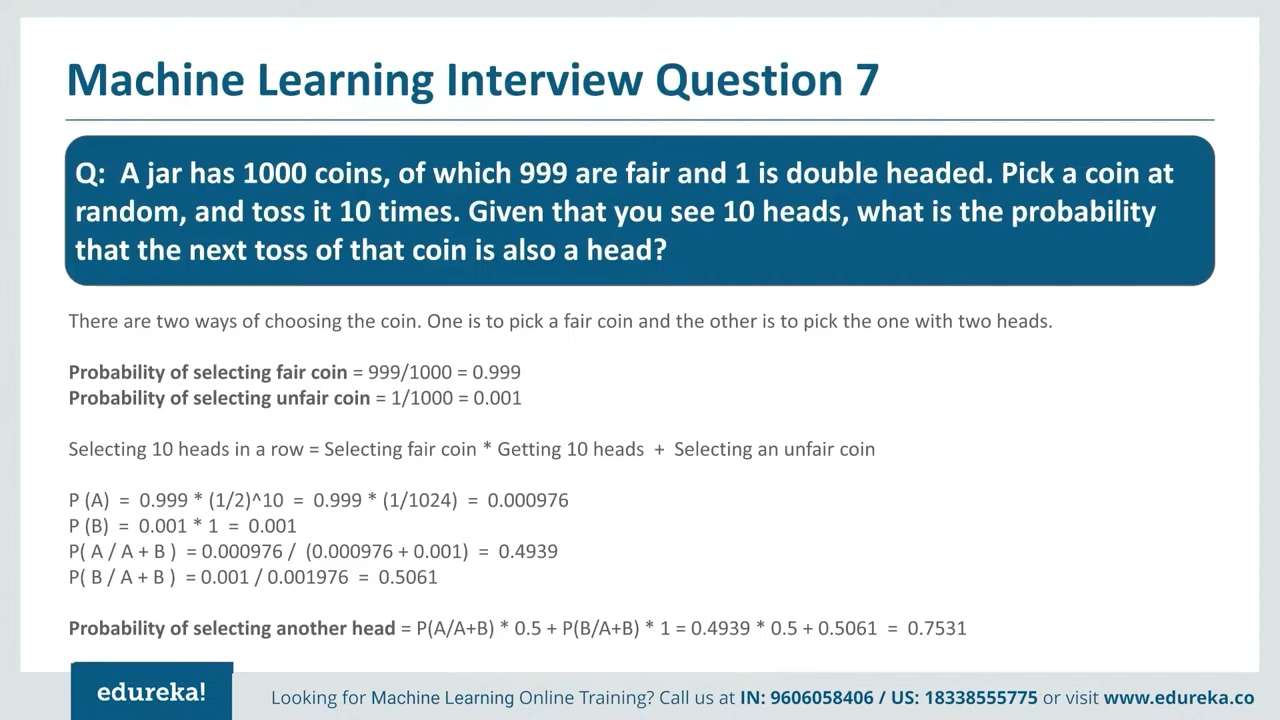 Machine Learning Interview Question 7
Q: A jar has 1000 coins, of which 999 are fair and 1 is double headed. Pick a coin at
random, and toss it 10 times. Given that you see 10 heads, what is the probability
that the next toss of that coin is also a head?
There are two ways of choosing the coin. One is to pick a fair coin and the other is to pick the one with two heads.
Probability of selecting fair coin = 999/1000 = 0.999
Probability of selecting unfair coin = 1/1000 = 0.001
Selecting 10 heads in a row = Selecting fair coin * Getting 10 heads + Selecting an unfair coin
P (A) = 0.999 * (1/2)^10 = 0.999 * (1/1024) = 0.000976
P (B) = 0.001 * 1 = 0.001
P( A / A + B ) = 0.000976 / (0.000976 + 0.001) = 0.4939
P( B / A + B ) = 0.001 / 0.001976 = 0.5061
Probability of selecting another head = P(A/A+B) * 0.5 + P(B/A+B) * 1 = 0.4939 * 0.5 + 0.5061 = 0.7531
edureka!
Looking for Machine Learning Online Training? Call us at IN: 9606058406 / US: 18338555775 or visit www.edureka.co